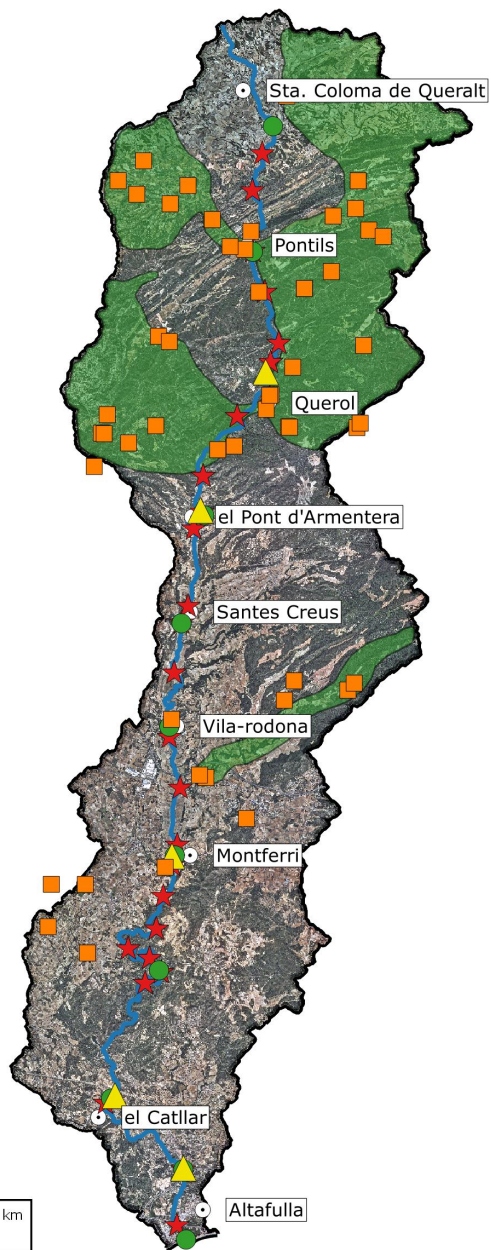 Sta. Coloma de Queralt
Pontils
Querol
el Pont d'Armentera
Santes Creus
Vila-rodona
Montferri
el Catllar
Altafulla
km